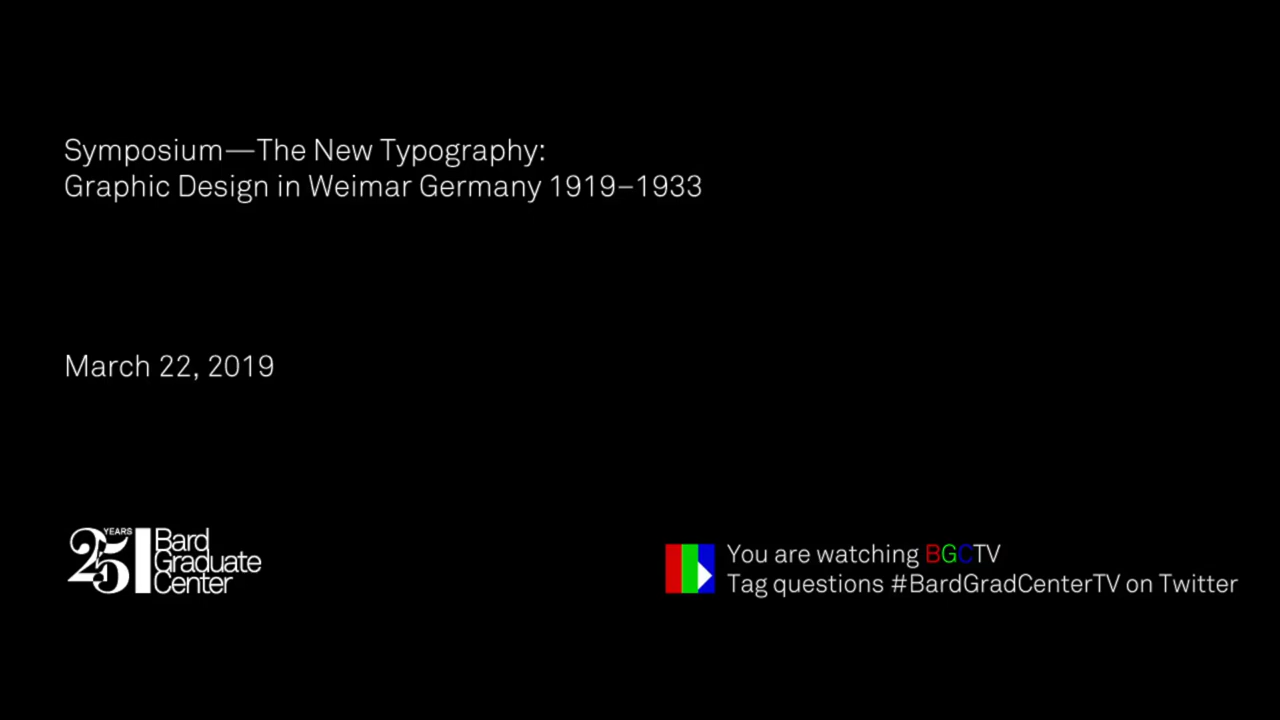 Symposium—The New Typography:
Graphic Design in Weimar Germany 1919–1933
March 22, 2019
25 YEARS
Bard
Graduate
Center
You are watching BGCTV
Tag questions #BardGradCenterTV on Twitter